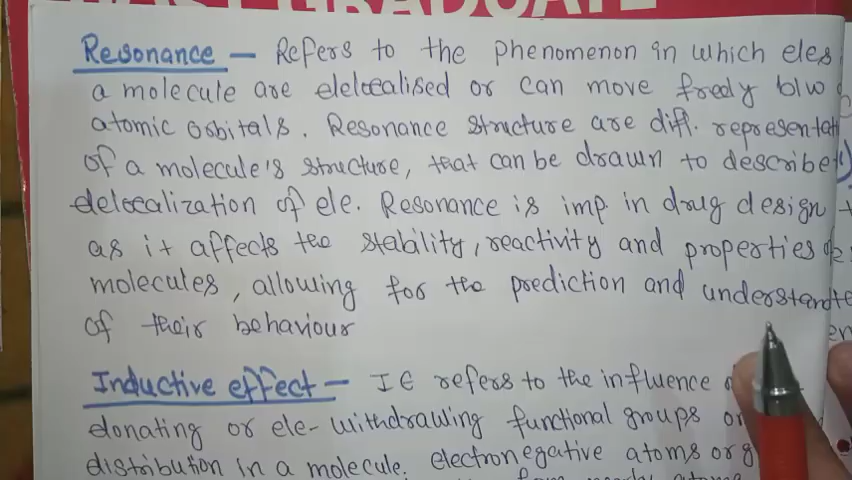 GRADUATE
Resonance – Refers to the phenomenon in which eles
a molecule are delocalised or can move freely b/w
atomic orbitals. Resonance structure are diff. representat
of a molecule's structure, that can be drawn to describe t
delocalization of ele. Resonance is imp. in drug design
as it affects the stability, reactivity and properties of
molecules, allowing for the prediction and understand
of their behaviour
Inductive effect – IE refers to the influence
donating or ele-withdrawing functional groups on
distribution in a molecule. electronegative atoms or g